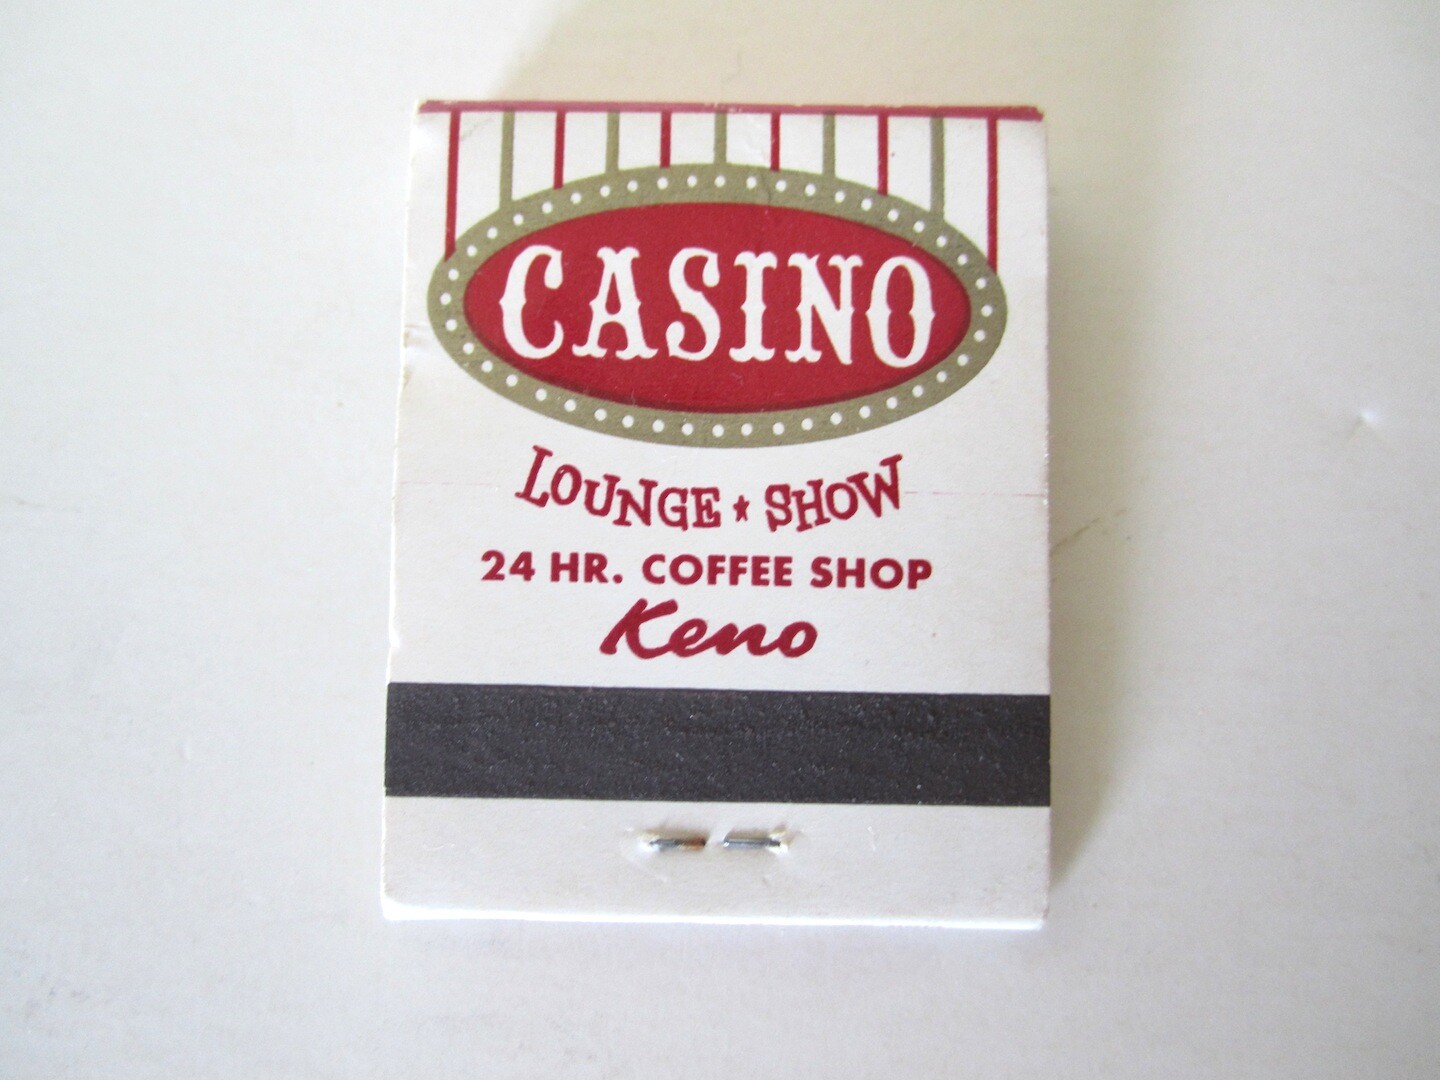 CASINO
LOUNGE ★ SHOW
24 HR. COFFEE SHOP
Keno